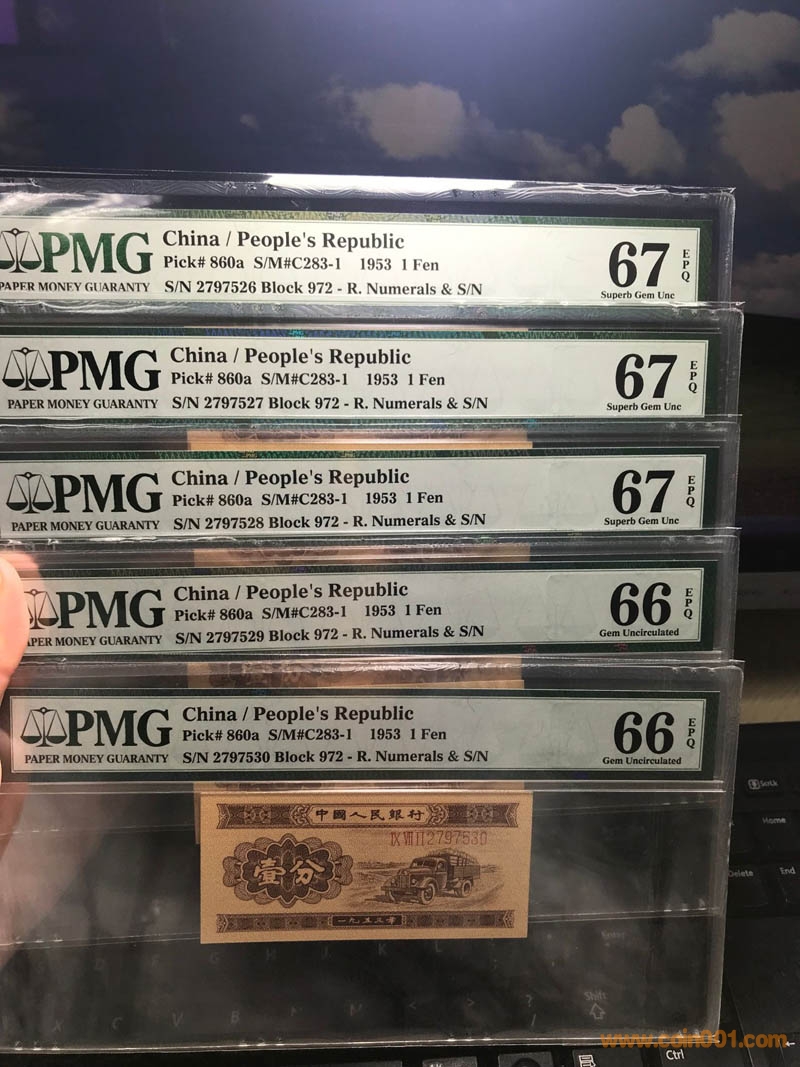 PMG
PAPER MONEY GUARANTY
China / People's Republic
Pick# 860a S/M#C283-1 1953 1 Fen
S/N 2797526 Block 972 - R. Numerals & S/N
67
EPQ
Superb Gem Unc
PMG
PAPER MONEY GUARANTY
China / People's Republic
Pick# 860a S/M#C283-1 1953 1 Fen
S/N 2797527 Block 972 - R. Numerals & S/N
67
EPQ
Superb Gem Unc
PMG
PAPER MONEY GUARANTY
China / People's Republic
Pick# 860a S/M#C283-1 1953 1 Fen
S/N 2797528 Block 972 - R. Numerals & S/N
67
EPQ
Superb Gem Unc
PMG
PER MONEY GUARANTY
China / People's Republic
Pick# 860a S/M#C283-1 1953 1 Fen
S/N 2797529 Block 972 - R. Numerals & S/N
66
EPQ
Gem Uncirculated
PMG
PAPER MONEY GUARANTY
China / People's Republic
Pick# 860a S/M#C283-1 1953 1 Fen
S/N 2797530 Block 972 - R. Numerals & S/N
66
EPQ
Gem Uncirculated
中國人民銀行
IX VII II 2797530
壹分
一九五三年
ScrLk
Home
Delete
End
Shift
Ctrl
www.coin001.com